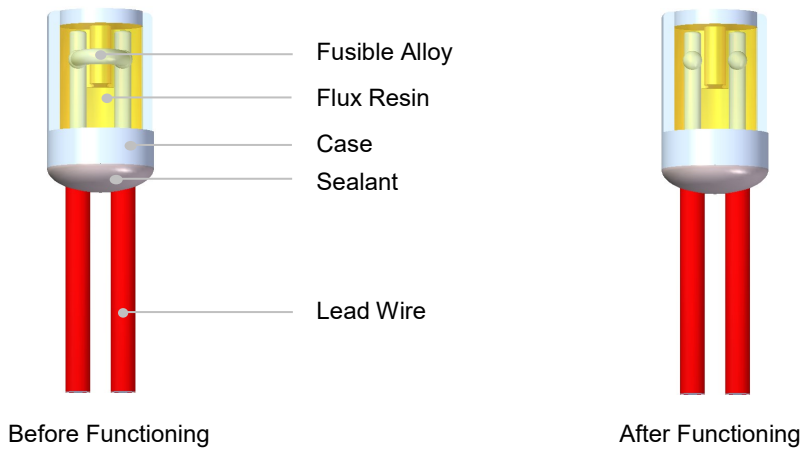 Fusible Alloy
Flux Resin
Case
Sealant
Lead Wire
Before Functioning
After Functioning